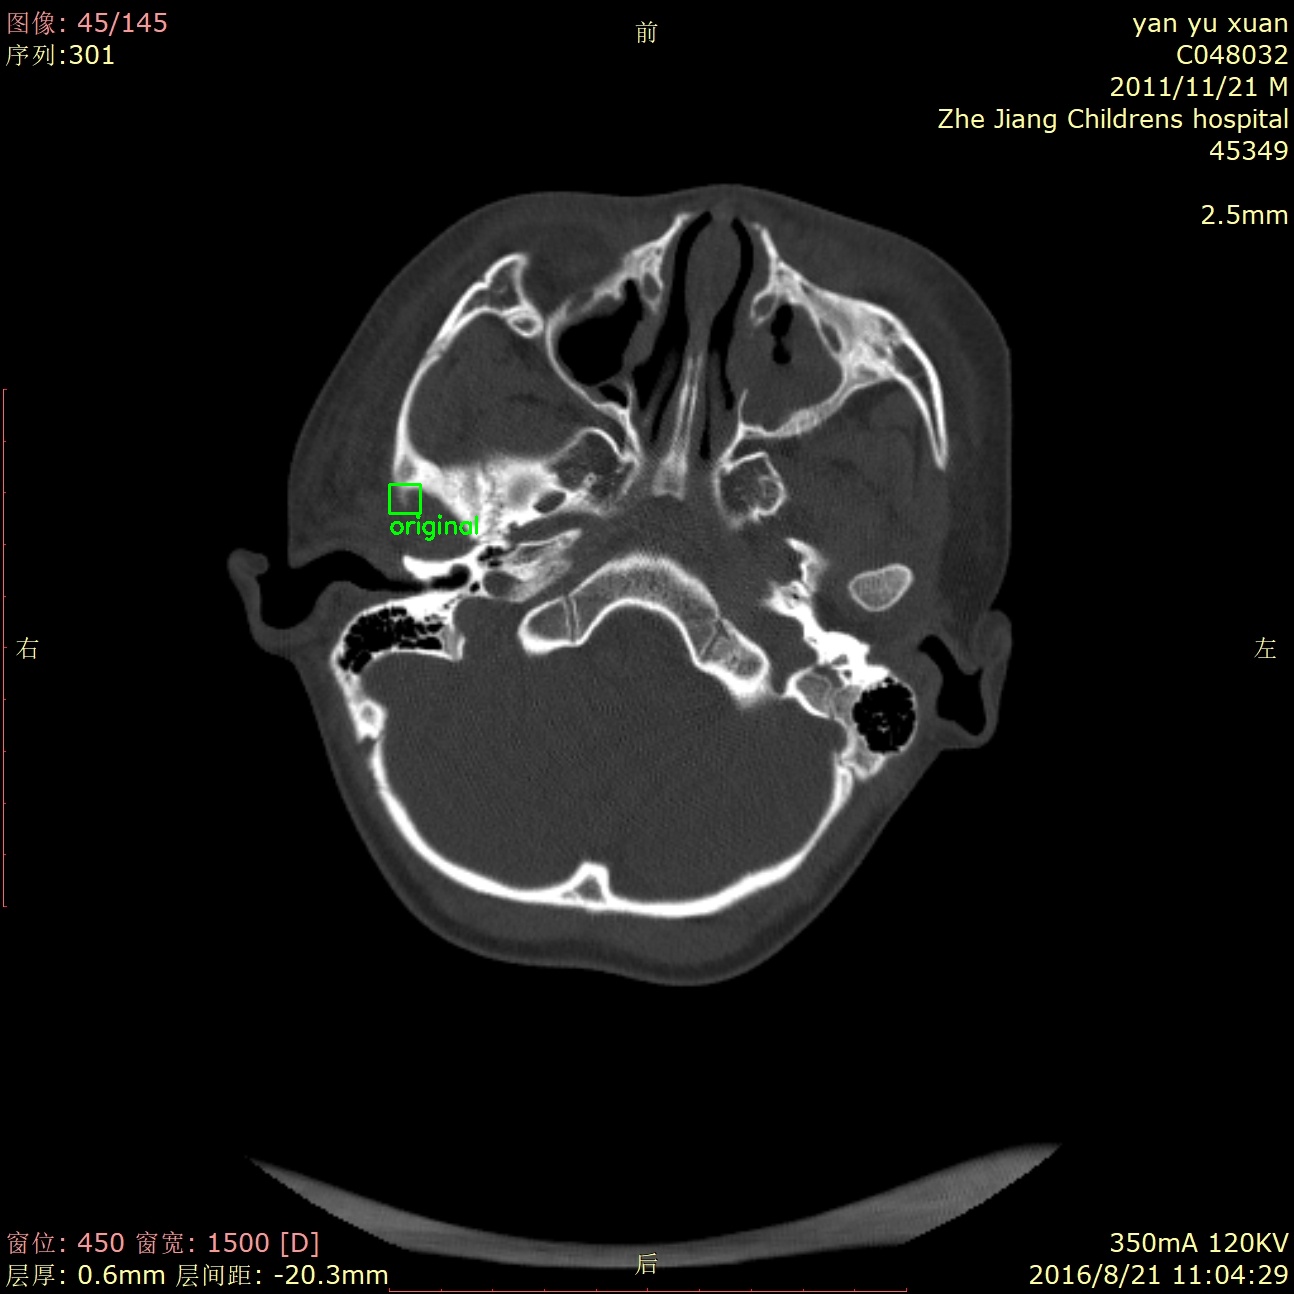 图像: 45/145
序列:301
前
yan yu xuan
C048032
2011/11/21 M
Zhe Jiang Childrens hospital
45349
2.5mm
original
右
左
窗位: 450 窗宽: 1500 [D]
层厚: 0.6mm 层间距: -20.3mm
后
350mA 120KV
2016/8/21 11:04:29